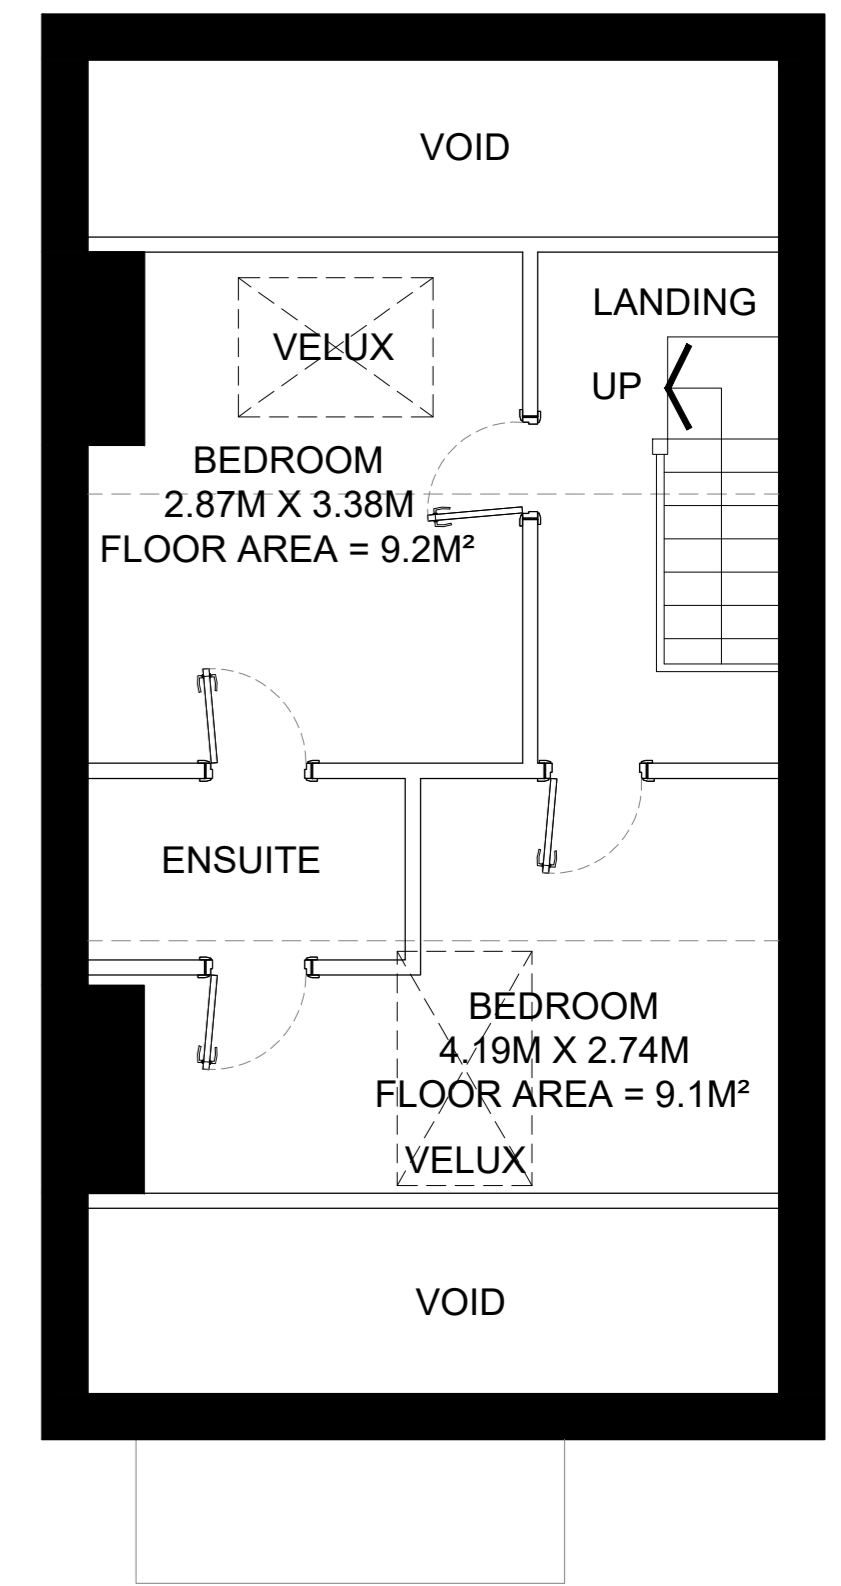 VOID
LANDING
VELUX
UP
BEDROOM
2.87M X 3.38M
FLOOR AREA = 9.2M²
ENSUITE
BEDROOM
4.19M X 2.74M
FLOOR AREA = 9.1M²
VELUX
VOID